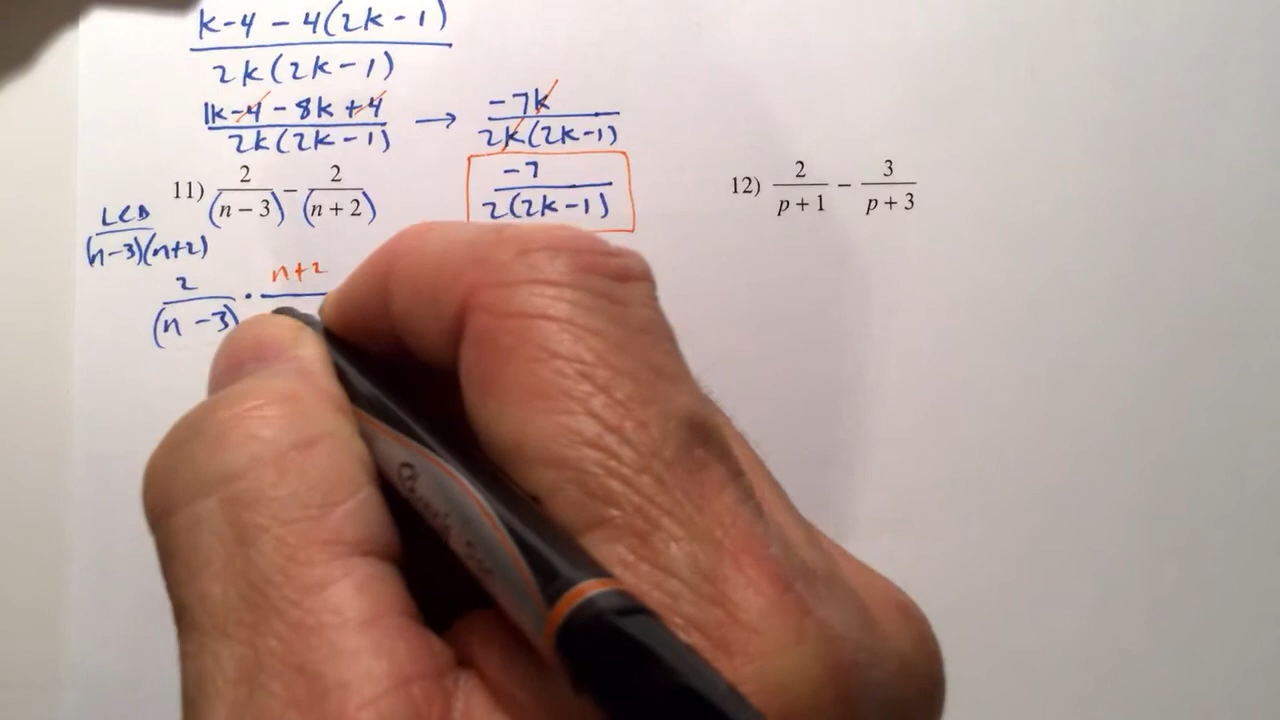 k-4 - 4(2k-1)
2k(2k-1)
1k-4 - 8k +4 → -7k
2k(2k-1) 2k(2k-1)
11) 2/(n - 3) - 2/(n + 2)
-7
2(2k-1)
12) 2/p + 1 - 3/p + 3
LCD
(n-3)(n+2)
2 · n+2
(n - 3)